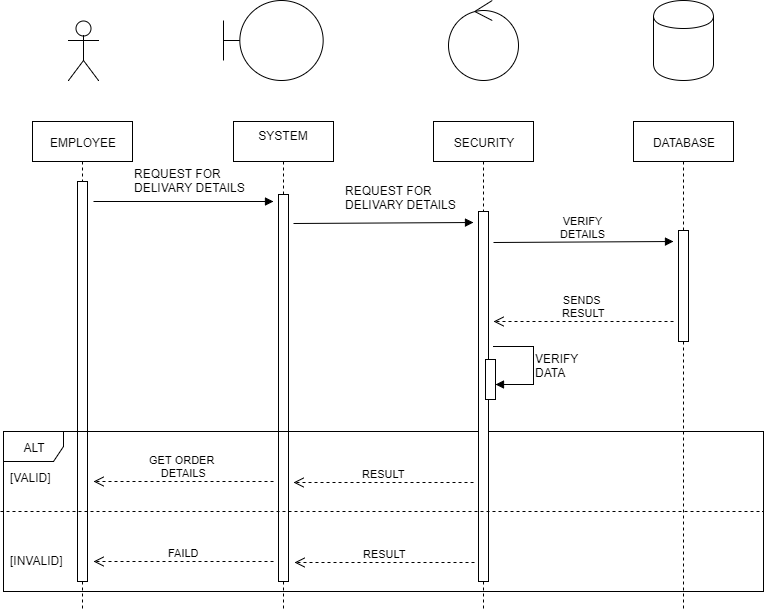 EMPLOYEE
SYSTEM
SECURITY
DATABASE
REQUEST FOR
DELIVARY DETAILS
REQUEST FOR
DELIVARY DETAILS
VERIFY
DETAILS
SENDS
RESULT
VERIFY
DATA
ALT
[VALID]
GET ORDER
DETAILS
RESULT
[INVALID]
FAILD
RESULT